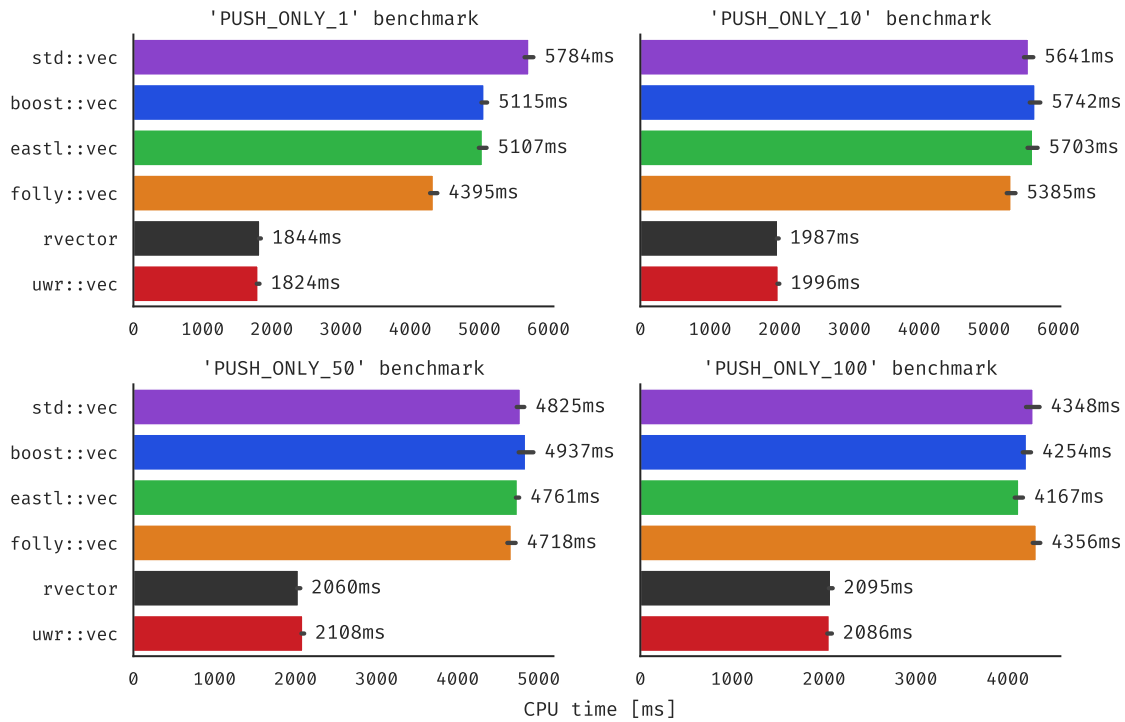 'PUSH_ONLY_1' benchmark
std::vec 5784ms
boost::vec 5115ms
eastl::vec 5107ms
folly::vec 4395ms
rvector 1844ms
uwr::vec 1824ms
0 1000 2000 3000 4000 5000 6000
'PUSH_ONLY_10' benchmark
5641ms
5742ms
5703ms
5385ms
1987ms
1996ms
0 1000 2000 3000 4000 5000 6000
'PUSH_ONLY_50' benchmark
std::vec 4825ms
boost::vec 4937ms
eastl::vec 4761ms
folly::vec 4718ms
rvector 2060ms
uwr::vec 2108ms
0 1000 2000 3000 4000 5000
'PUSH_ONLY_100' benchmark
4348ms
4254ms
4167ms
4356ms
2095ms
2086ms
0 1000 2000 3000 4000
CPU time [ms]